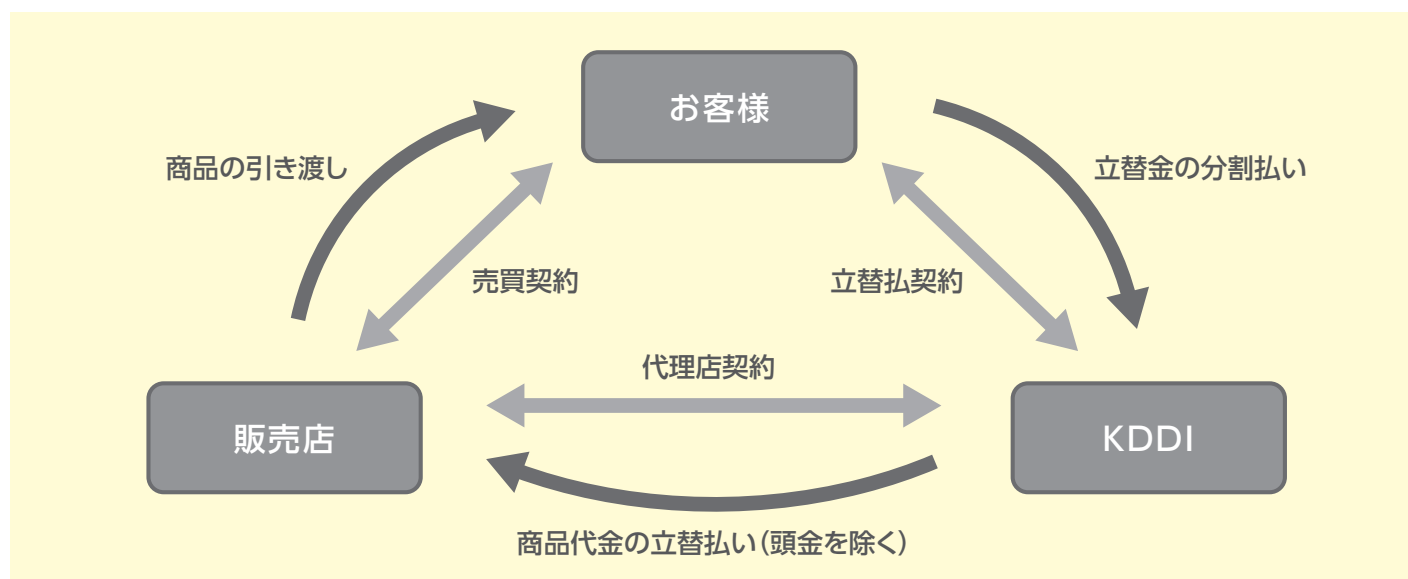 お客様
商品の引き渡し
立替金の分割払い
売買契約
立替払契約
代理店契約
販売店
KDDI
商品代金の立替払い(頭金を除く)